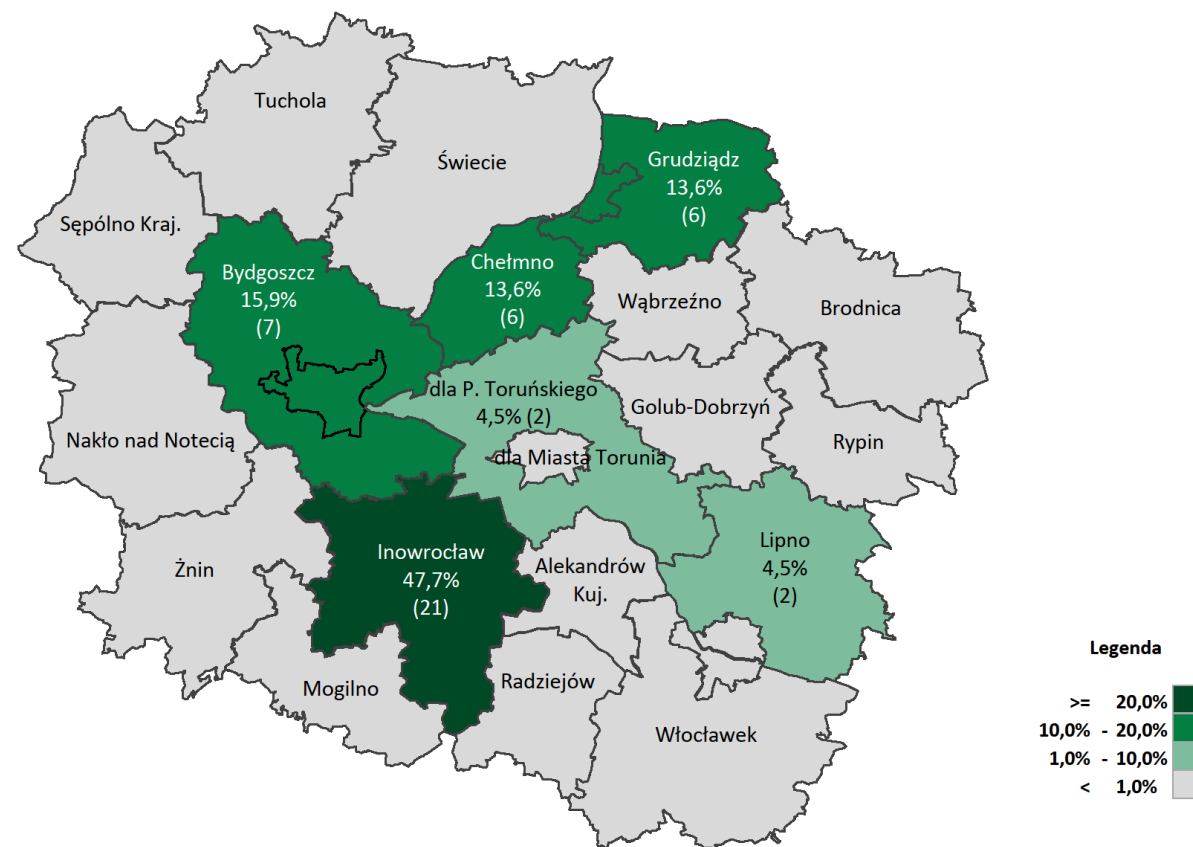 Tuchola
Świecie
Grudziądz
13,6%
(6)
Sępólno Kraj.
Bydgoszcz
15,9%
(7)
Chełmno
13,6%
(6)
Wąbrzeźno
Brodnica
dla P. Toruńskiego
4,5% (2)
Golub-Dobrzyń
Nakło nad Notecią
dla Miasta Torunia
Rypin
Inowrocław
47,7%
(21)
Żnin
Alekandrów
Kuj.
Lipno
4,5%
(2)
Mogilno
Radziejów
Włocławek
Legenda
>= 20,0%
10,0% - 20,0%
1,0% - 10,0%
< 1,0%